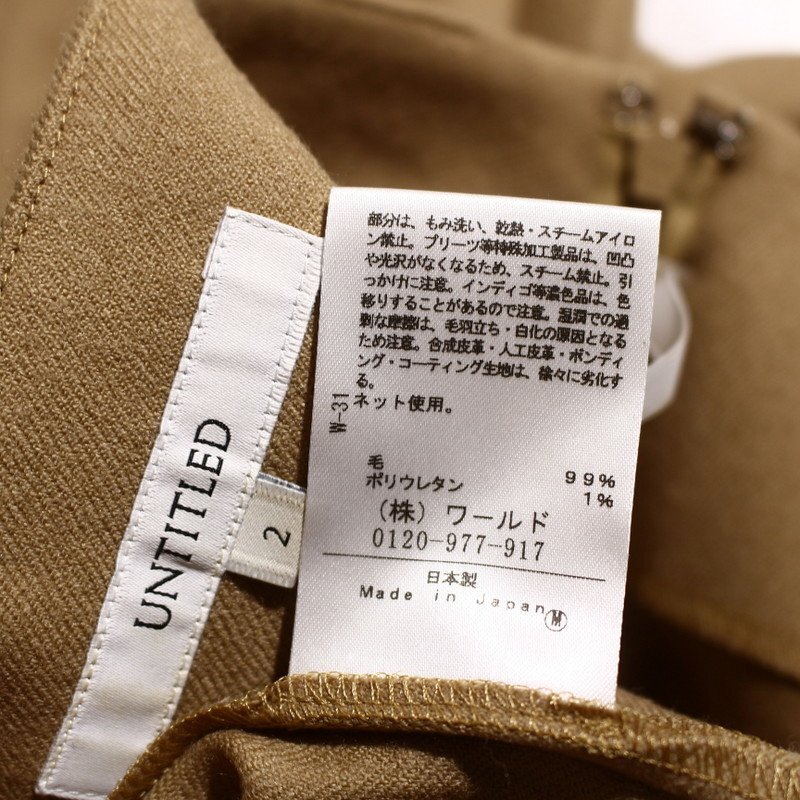 UNTITLED
2
部分は、もみ洗い、乾熱・スチームアイロ
ン禁止。プリーツ等特殊加工製品は、凹凸
や光沢がなくなるため、スチーム禁止。引
っかけに注意。インディゴ等濃色品は、色
移りすることがあるので注意。湿潤での過
剰な摩擦は、毛羽立ち・白化の原因となる
ため注意。合成皮革・人工皮革・ボンディ
ング・コーティング生地は、徐々に劣化す
る。
ネット使用。
W-31
毛 99%
ポリウレタン 1%
(株)ワールド
0120-977-917
日本製
Made in Japan Ⓜ